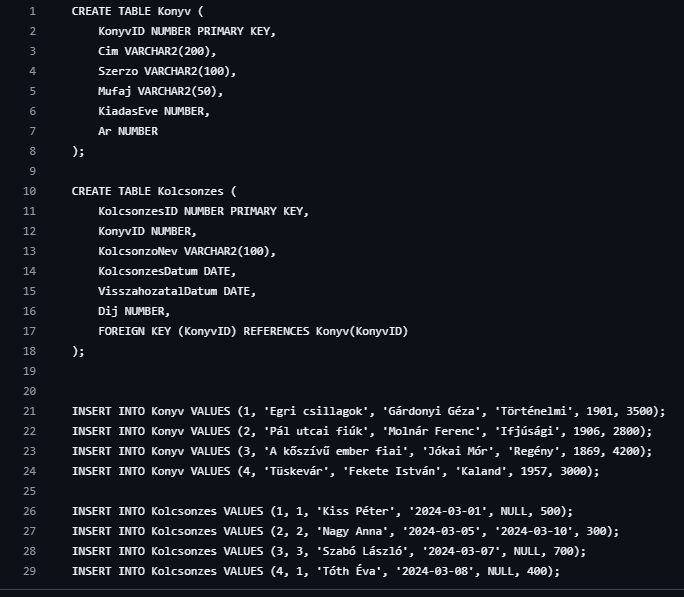 1 CREATE TABLE Konyv (
2 KonyvID NUMBER PRIMARY KEY,
3 Cim VARCHAR2(200),
4 Szerzo VARCHAR2(100),
5 Mufaj VARCHAR2(50),
6 KiadasEve NUMBER,
7 Ar NUMBER
8 );
9
10 CREATE TABLE Kolcsonzes (
11 KolcsonzesID NUMBER PRIMARY KEY,
12 KonyvID NUMBER,
13 KolcsonzoNev VARCHAR2(100),
14 KolcsonzesDatum DATE,
15 VisszahozatalDatum DATE,
16 Dij NUMBER,
17 FOREIGN KEY (KonyvID) REFERENCES Konyv(KonyvID)
18 );
19
20
21 INSERT INTO Konyv VALUES (1, 'Egri csillagok', 'Gárdonyi Géza', 'Történelmi', 1901, 3500);
22 INSERT INTO Konyv VALUES (2, 'Pál utcai fiúk', 'Molnár Ferenc', 'Ifjúsági', 1906, 2800);
23 INSERT INTO Konyv VALUES (3, 'A kőszívű ember fiai', 'Jókai Mór', 'Regény', 1869, 4200);
24 INSERT INTO Konyv VALUES (4, 'Tüskevár', 'Fekete István', 'Kaland', 1957, 3000);
25
26 INSERT INTO Kolcsonzes VALUES (1, 1, 'Kiss Péter', '2024-03-01', NULL, 500);
27 INSERT INTO Kolcsonzes VALUES (2, 2, 'Nagy Anna', '2024-03-05', '2024-03-10', 300);
28 INSERT INTO Kolcsonzes VALUES (3, 3, 'Szabó László', '2024-03-07', NULL, 700);
29 INSERT INTO Kolcsonzes VALUES (4, 1, 'Tóth Éva', '2024-03-08', NULL, 400);